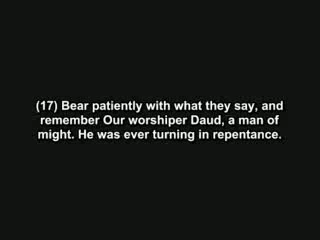 (17) Bear patiently with what they say, and
remember Our worshiper Daud, a man of
might. He was ever turning in repentance.